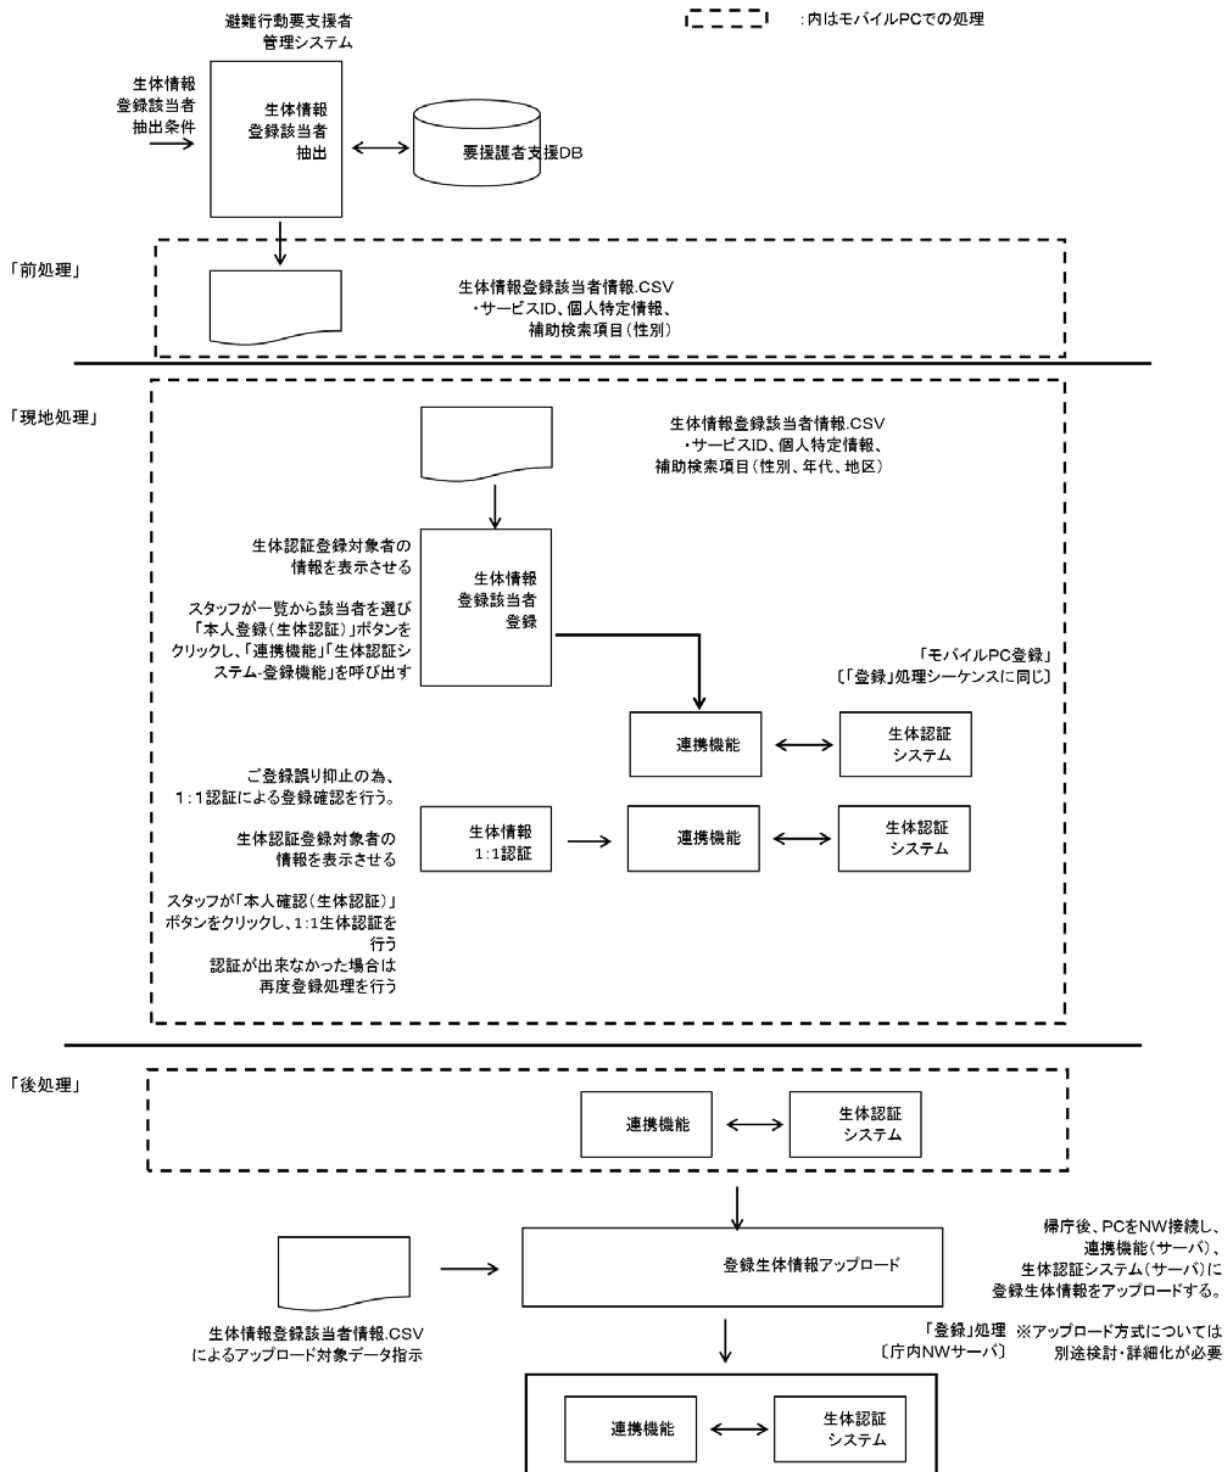 避難行動要支援者
管理システム
:内はモバイルPCでの処理
生体情報
登録該当者
抽出条件
生体情報
登録該当者
抽出
要援護者支援DB
「前処理」
生体情報登録該当者情報.CSV
・サービスID、個人特定情報、
補助検索項目(性別)
「現地処理」
生体情報登録該当者情報.CSV
・サービスID、個人特定情報、
補助検索項目(性別、年代、地区)
生体認証登録対象者の
情報を表示させる
スタッフが一覧から該当者を選び
「本人登録(生体認証)」ボタンを
クリックし、「連携機能」「生体認証シ
ステム-登録機能」を呼び出す
生体情報
登録該当者
登録
「モバイルPC登録」
〔「登録」処理シーケンスに同じ〕
連携機能
生体認証
システム
ご登録誤り抑止の為、
1:1認証による登録確認を行う。
生体認証登録対象者の
情報を表示させる
生体情報
1:1認証
連携機能
生体認証
システム
スタッフが「本人確認(生体認証)」
ボタンをクリックし、1:1生体認証を
行う
認証が出来なかった場合は
再度登録処理を行う
「後処理」
連携機能
生体認証
システム
登録生体情報アップロード
帰庁後、PCをNW接続し、
連携機能(サーバ)、
生体認証システム(サーバ)に
登録生体情報をアップロードする。
生体情報登録該当者情報.CSV
によるアップロード対象データ指示
「登録」処理
〔庁内NWサーバ〕
※アップロード方式については
別途検討・詳細化が必要
連携機能
生体認証
システム